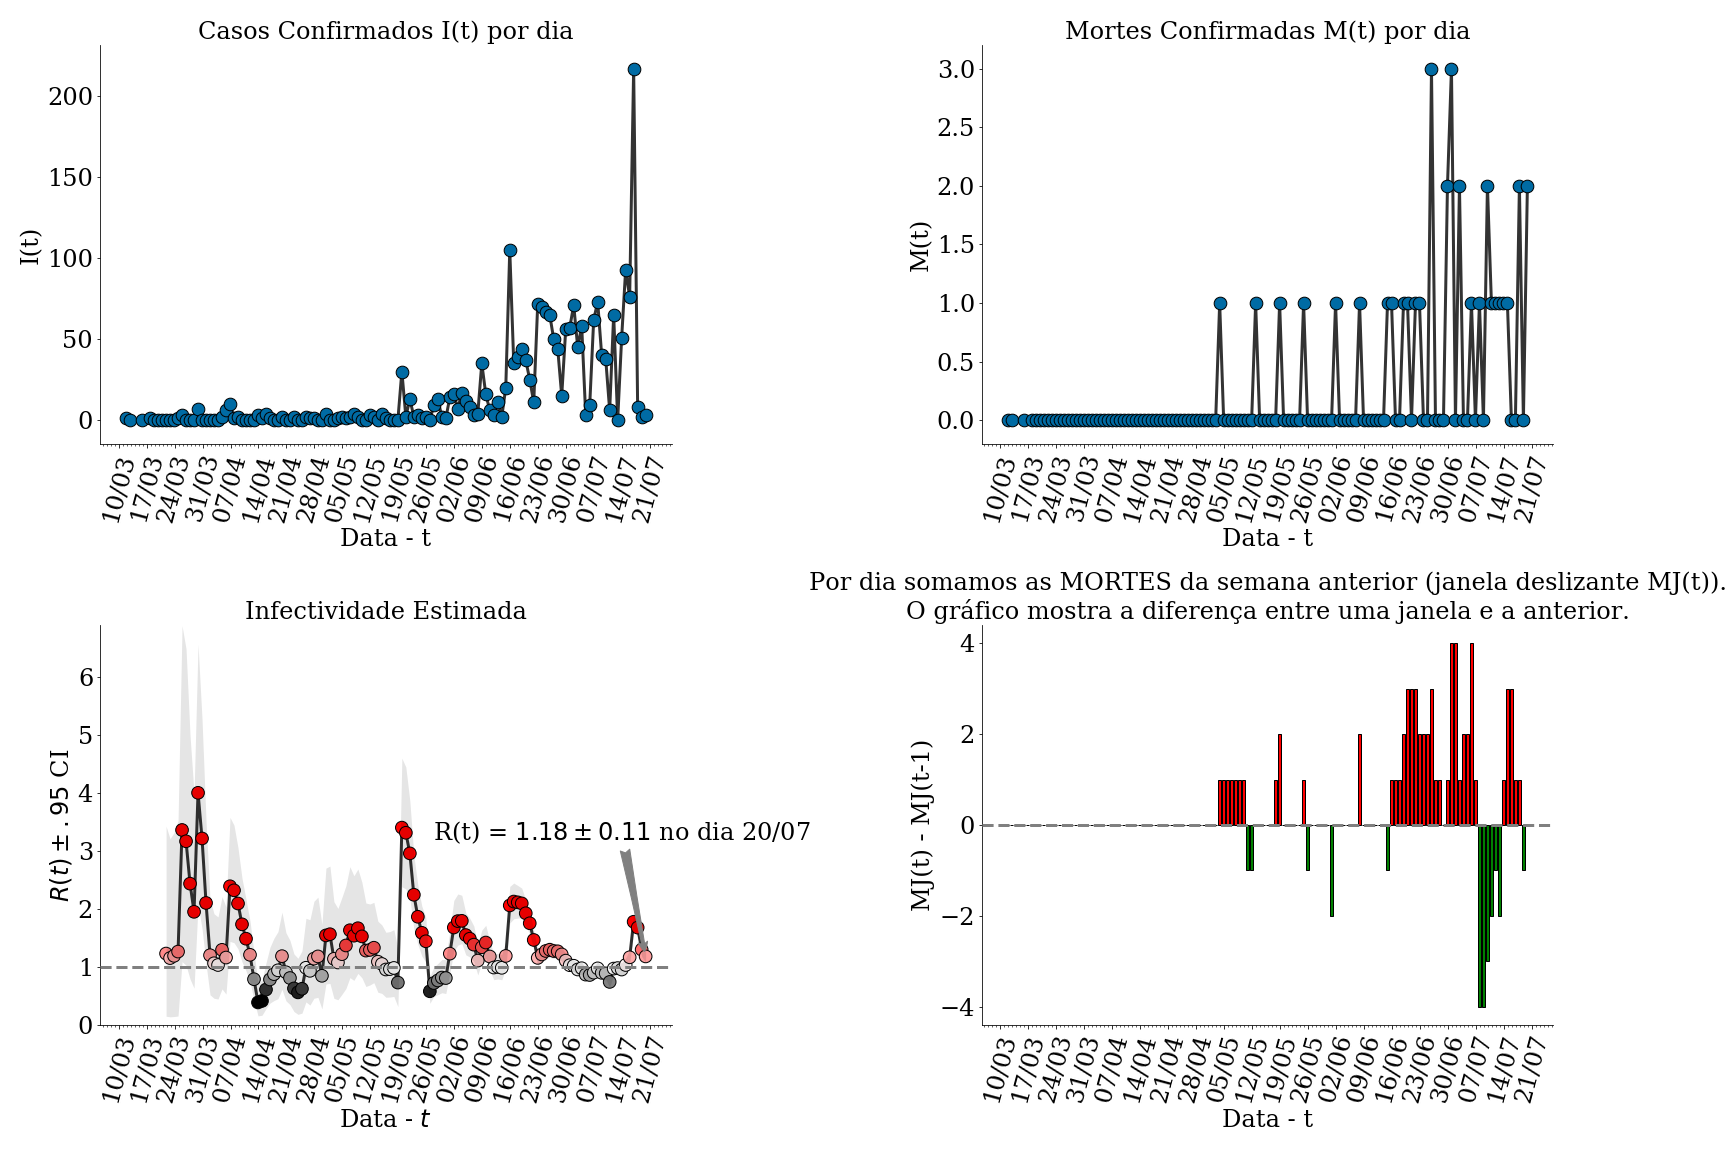 Casos Confirmados I(t) por dia
I(t)
200
150
100
50
0
10/03 17/03 24/03 31/03 07/04 14/04 21/04 28/04 05/05 12/05 19/05 26/05 02/06 09/06 16/06 23/06 30/06 07/07 14/07 21/07
Data - t
Mortes Confirmadas M(t) por dia
M(t)
3.0
2.5
2.0
1.5
1.0
0.5
0.0
10/03 17/03 24/03 31/03 07/04 14/04 21/04 28/04 05/05 12/05 19/05 26/05 02/06 09/06 16/06 23/06 30/06 07/07 14/07 21/07
Data - t
Infectividade Estimada
R(t) ± .95 CI
6
5
4
3
2
1
0
R(t) = 1.18 ± 0.11 no dia 20/07
10/03 17/03 24/03 31/03 07/04 14/04 21/04 28/04 05/05 12/05 19/05 26/05 02/06 09/06 16/06 23/06 30/06 07/07 14/07 21/07
Data - t
Por dia somamos as MORTES da semana anterior (janela deslizante MJ(t)).
O gráfico mostra a diferença entre uma janela e a anterior.
MJ(t) - MJ(t-1)
4
2
0
−2
−4
10/03 17/03 24/03 31/03 07/04 14/04 21/04 28/04 05/05 12/05 19/05 26/05 02/06 09/06 16/06 23/06 30/06 07/07 14/07 21/07
Data - t